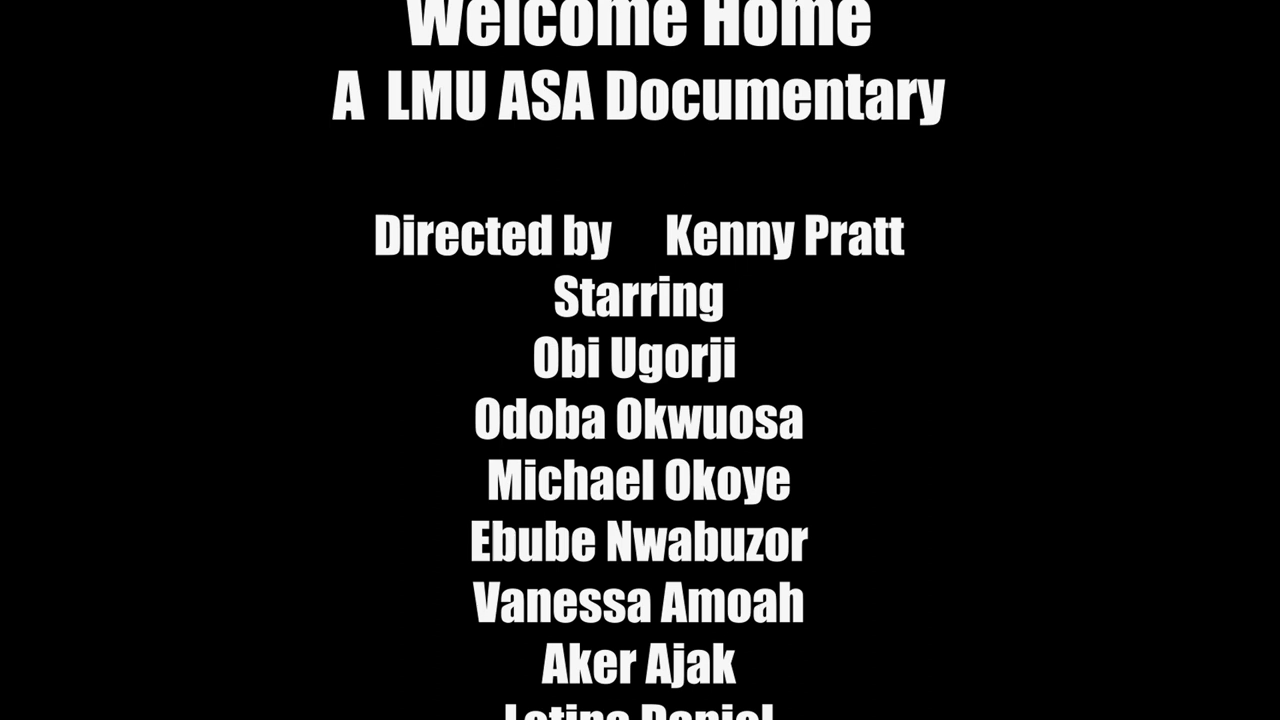 Welcome Home
A LMU ASA Documentary
Directed by Kenny Pratt
Starring
Obi Ugorji
Odoba Okwuosa
Michael Okoye
Ebube Nwabuzor
Vanessa Amoah
Aker Ajak